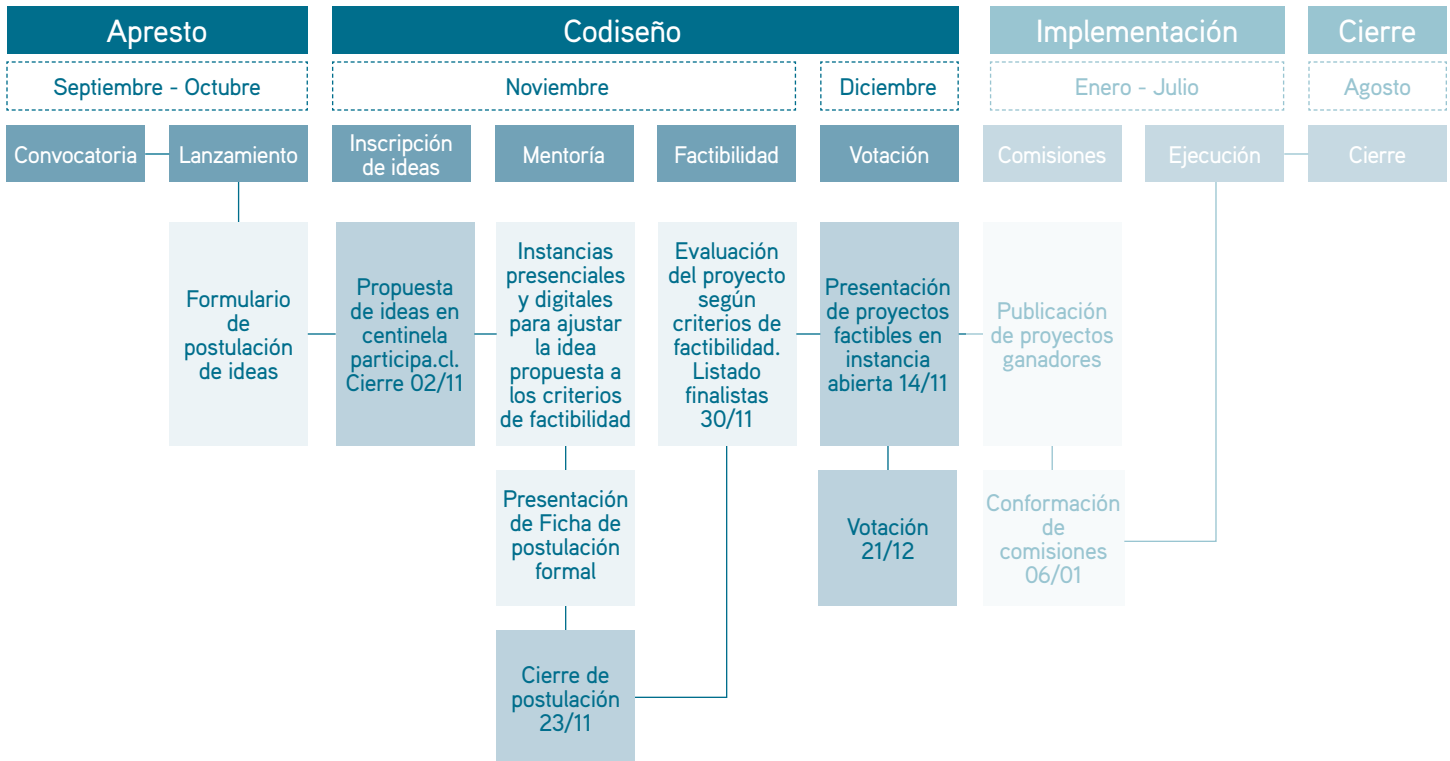 Apresto
Codiseño
Implementación
Cierre
Septiembre - Octubre
Noviembre
Diciembre
Enero - Julio
Agosto
Convocatoria
Lanzamiento
Inscripción
de ideas
Mentoría
Factibilidad
Votación
Comisiones
Ejecución
Cierre
Formulario
de
postulación
de ideas
Propuesta
de ideas en
centinela
participa.cl.
Cierre 02/11
Instancias
presenciales
y digitales
para ajustar
la idea
propuesta a
los criterios
de factibilidad
Evaluación
del proyecto
según
criterios de
factibilidad.
Listado
finalistas
30/11
Presentación
de proyectos
factibles en
instancia
abierta 14/11
Publicación
de proyectos
ganadores
Presentación
de Ficha de
postulación
formal
Votación
21/12
Conformación
de
comisiones
06/01
Cierre de
postulación
23/11